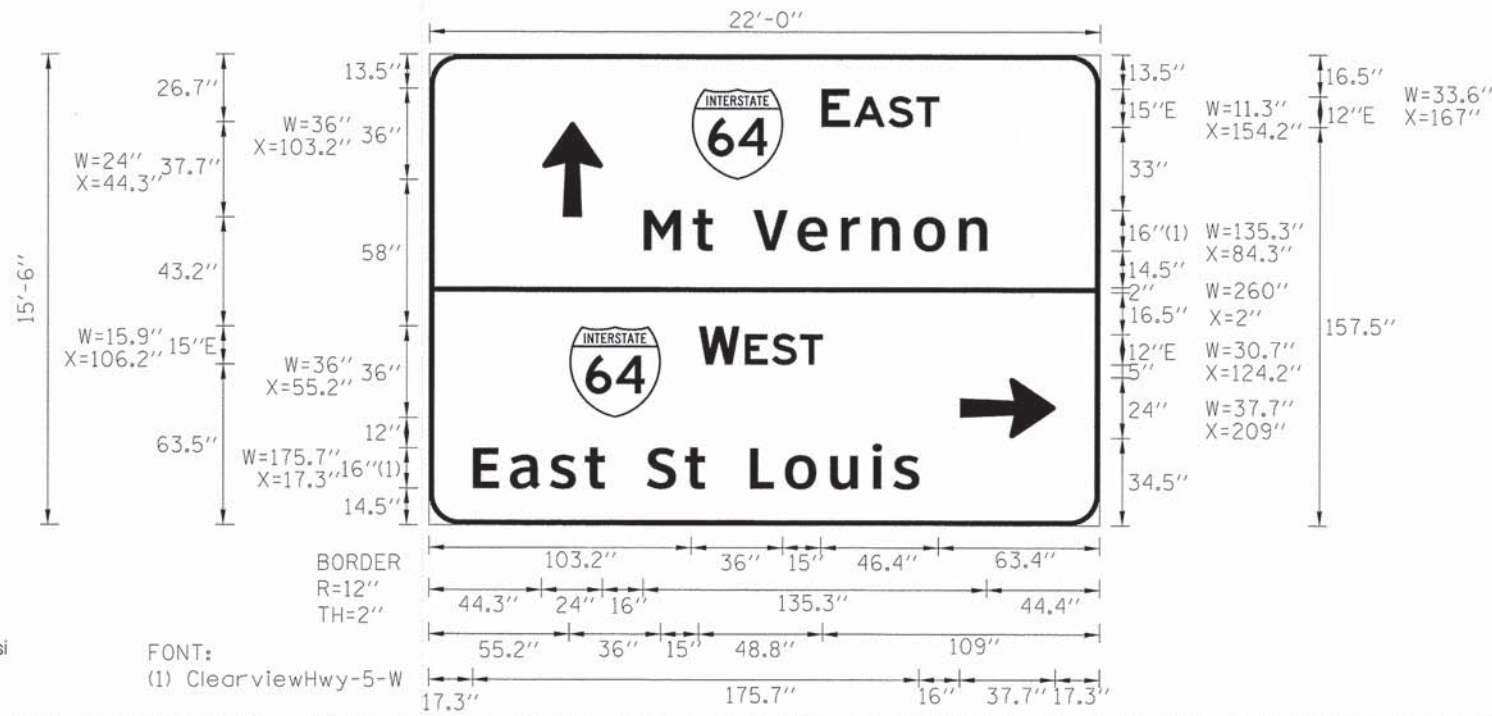 22'-0"
15'-6"
26.7"
37.7"
W=24"
X=44.3"
43.2"
W=15.9"
X=106.2"
15"E
63.5"
13.5"
W=36"
X=103.2"
36"
58"
W=36"
X=55.2"
36"
12"
W=175.7"
X=17.3"
16"(1)
14.5"
INTERSTATE
64
EAST
Mt Vernon
INTERSTATE
64
WEST
East St Louis
13.5"
15"E
W=11.3"
X=154.2"
33"
16"(1)
W=135.3"
X=84.3"
14.5"
2"
W=260"
X=2"
16.5"
12"E
W=30.7"
X=124.2"
5"
24"
W=37.7"
X=209"
34.5"
16.5"
12"E
W=33.6"
X=167"
157.5"
BORDER
R=12"
TH=2"
103.2" 36" 15" 46.4" 63.4"
44.3" 24" 16" 135.3" 44.4"
55.2" 36" 15" 48.8" 109"
17.3" 175.7" 16" 37.7" 17.3"
si
FONT:
(1) ClearviewHwy-5-W